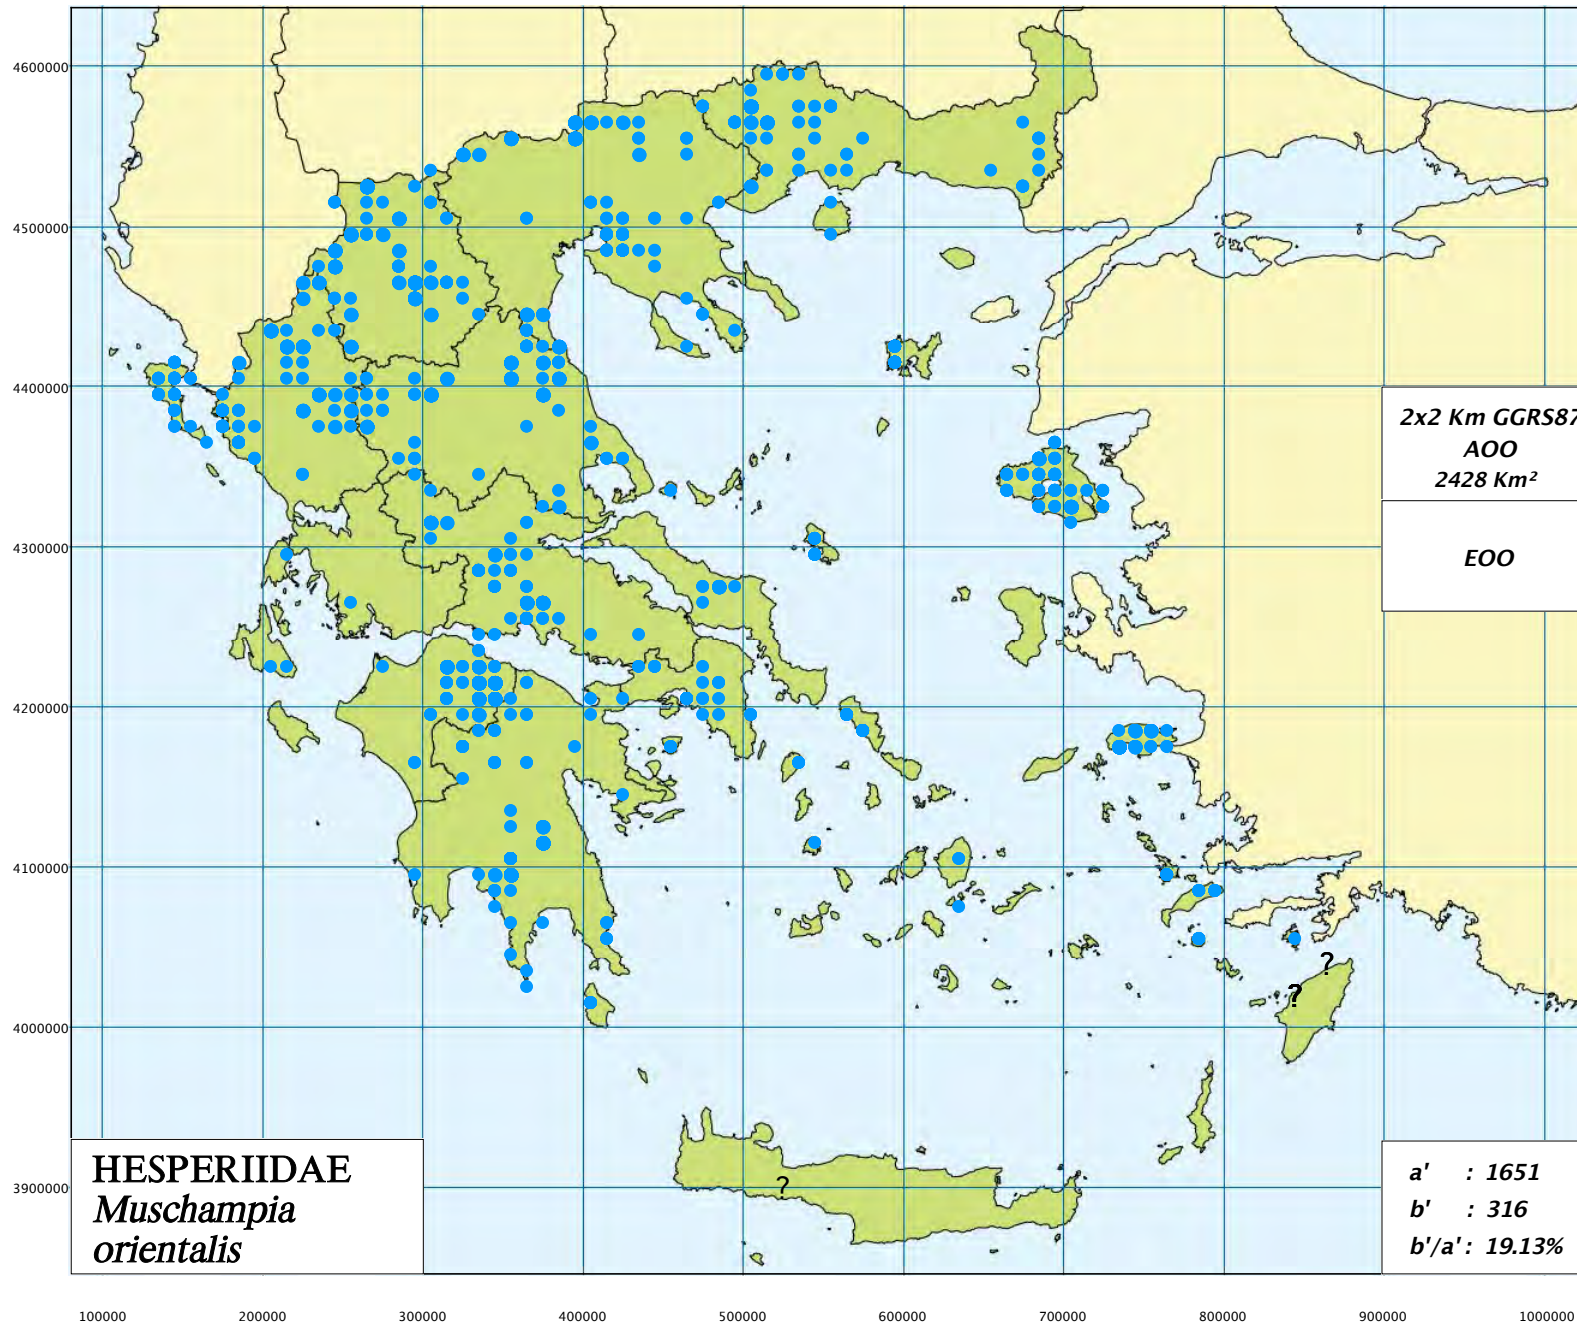 4600000
4500000
4400000
2x2 Km GGRS87
AOO
2428 Km²
4300000
EOO
4200000
4100000
?
?
4000000
HESPERIIDAE
Muschampia
orientalis
3900000
?
a' : 1651
b' : 316
b'/a' : 19.13%
100000 200000 300000 400000 500000 600000 700000 800000 900000 1000000